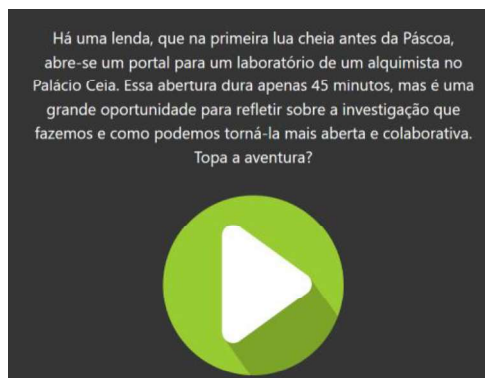 Há uma lenda, que na primeira lua cheia antes da Páscoa,
abre-se um portal para um laboratório de um alquimista no
Palácio Ceia. Essa abertura dura apenas 45 minutos, mas é uma
grande oportunidade para refletir sobre a investigação que
fazemos e como podemos torná-la mais aberta e colaborativa.
Topa a aventura?